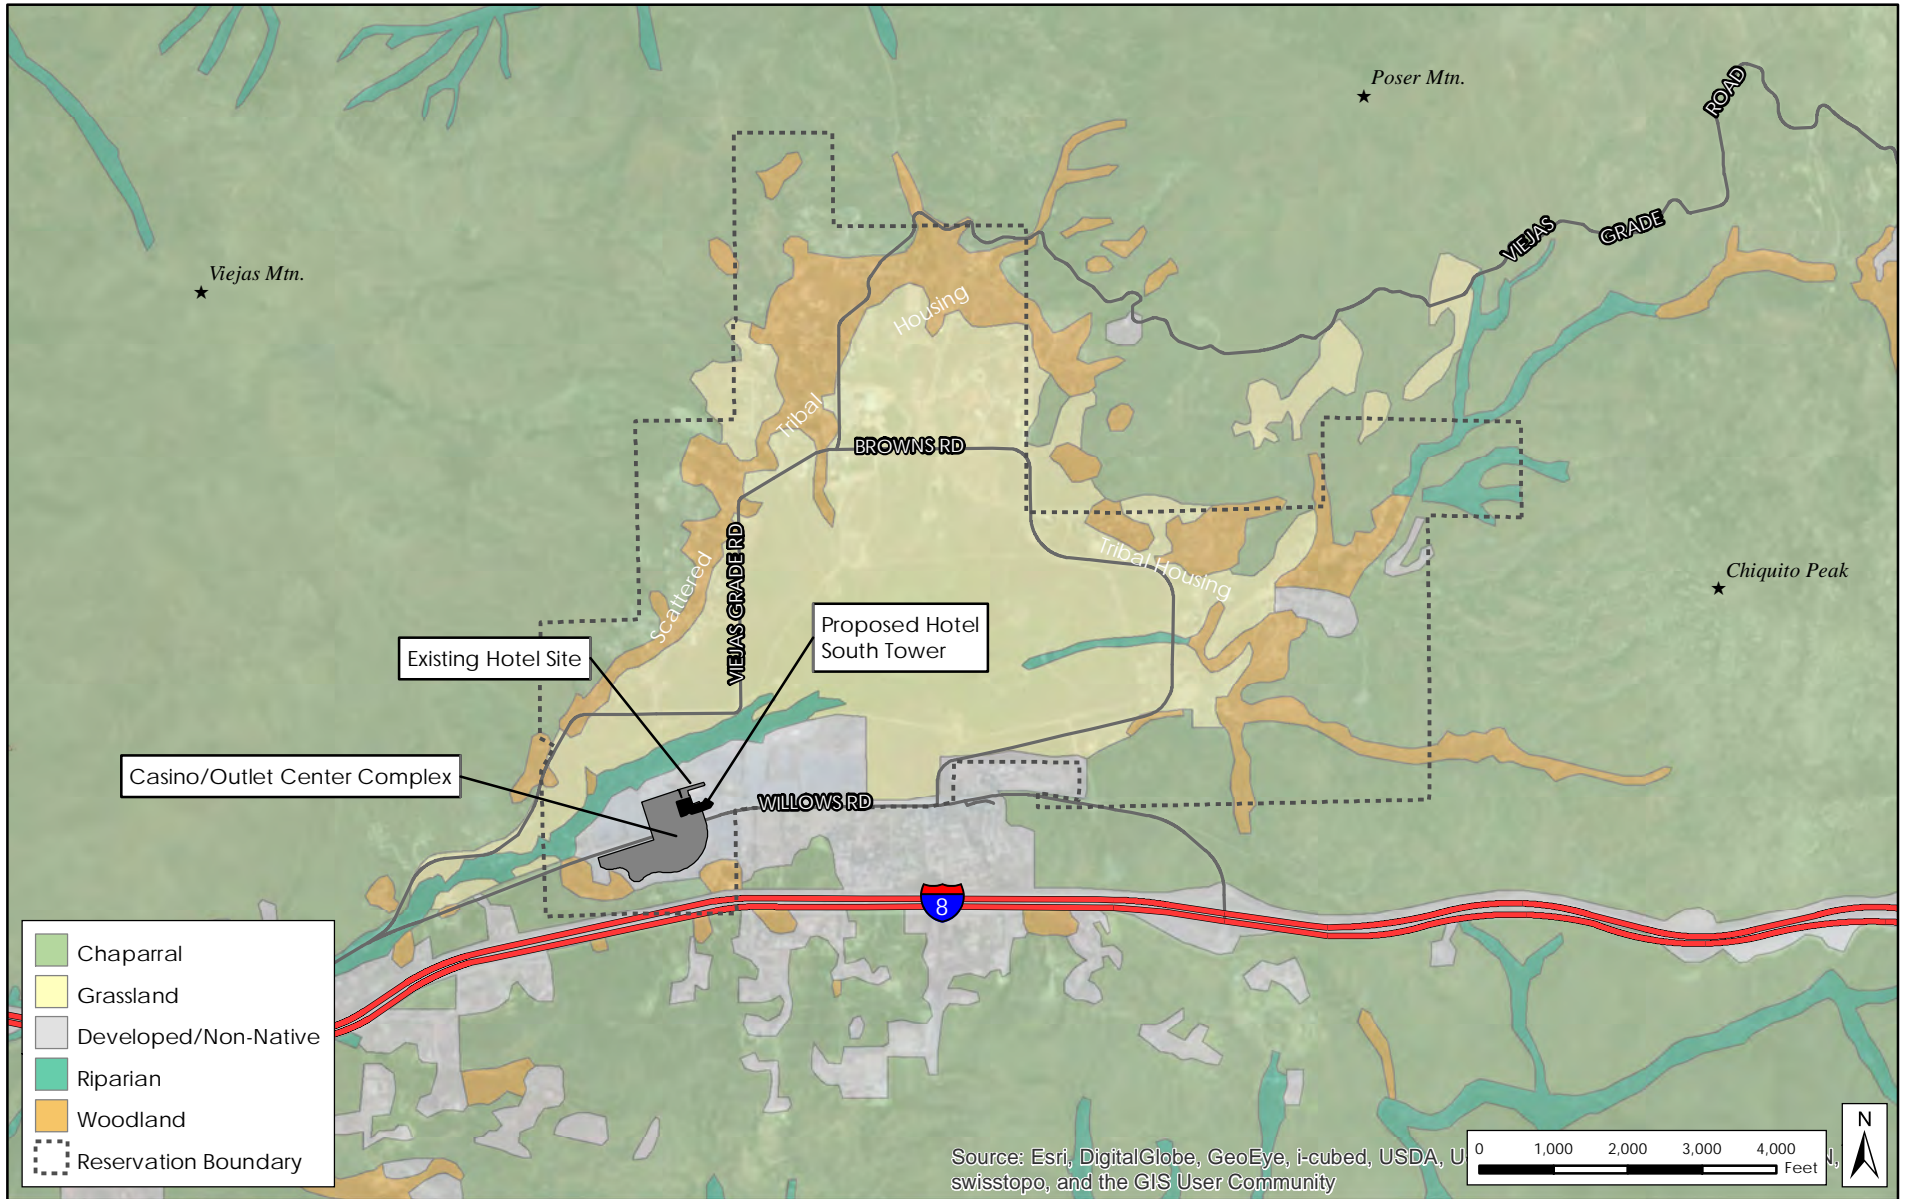 Poser Mtn.
ROAD
VIEJAS
GRADE
Viejas Mtn.
Housing
Tribal
BROWNS RD
Scattered
VIEJAS GRADE RD
Tribal Housing
Chiquito Peak
Proposed Hotel
South Tower
Existing Hotel Site
Casino/Outlet Center Complex
WILLOWS RD
8
Chaparral
Grassland
Developed/Non-Native
Riparian
Woodland
Reservation Boundary
Source: Esri, DigitalGlobe, GeoEye, i-cubed, USDA,
swisstopo, and the GIS User Community
0 1,000 2,000 3,000 4,000
Feet
N